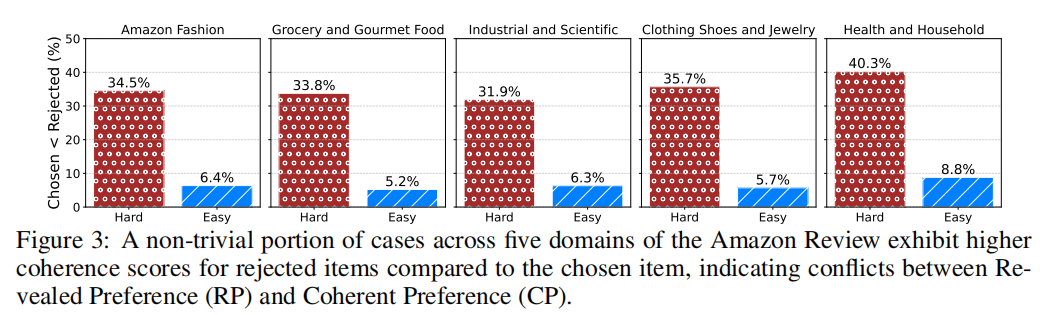 Amazon Fashion
Grocery and Gourmet Food
Industrial and Scientific
Clothing Shoes and Jewelry
Health and Household
Chosen < Rejected (%)
50
40
30
20
10
0
34.5%
6.4%
33.8%
5.2%
31.9%
6.3%
35.7%
5.7%
40.3%
8.8%
Hard
Easy
Hard
Easy
Hard
Easy
Hard
Easy
Hard
Easy
Figure 3: A non-trivial portion of cases across five domains of the Amazon Review exhibit higher
coherence scores for rejected items compared to the chosen item, indicating conflicts between Re-
vealed Preference (RP) and Coherent Preference (CP).